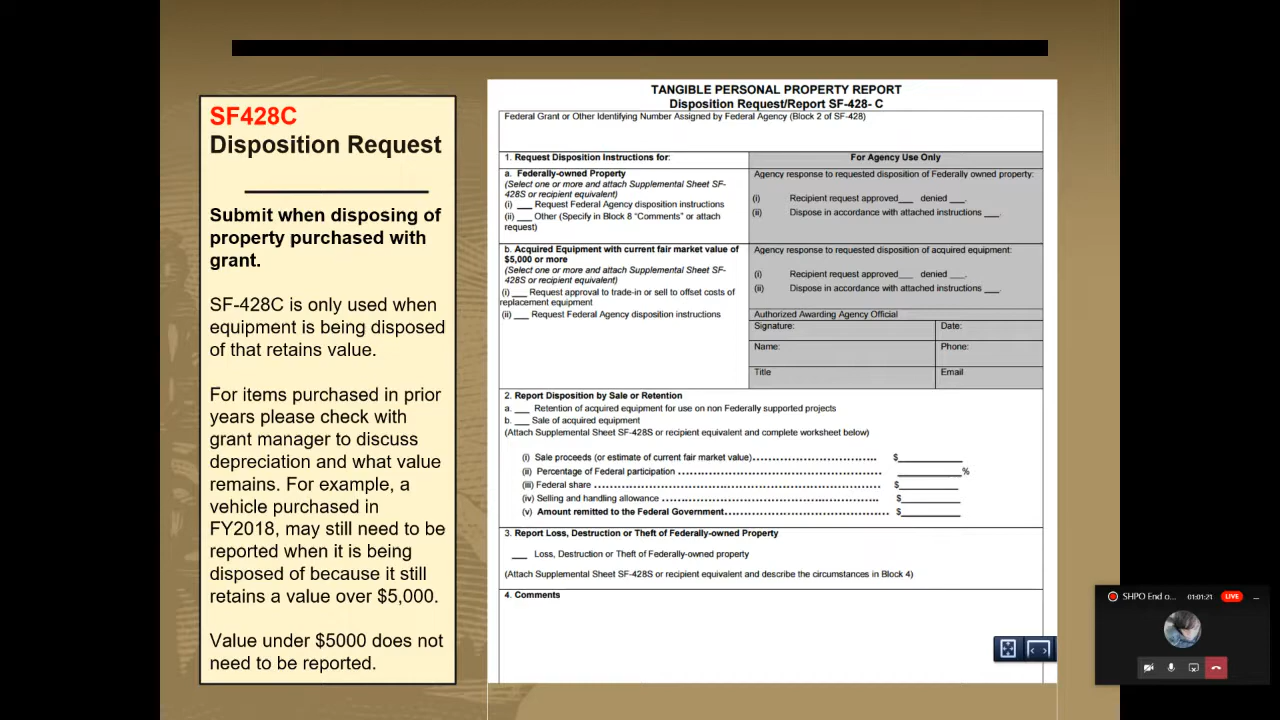 SF428C
Disposition Request
Submit when disposing of
property purchased with
grant.
SF-428C is only used when
equipment is being disposed
of that retains value.
For items purchased in prior
years please check with
grant manager to discuss
depreciation and what value
remains. For example, a
vehicle purchased in
FY2018, may still need to be
reported when it is being
disposed of because it still
retains a value over $5,000.
Value under $5000 does not
need to be reported.
TANGIBLE PERSONAL PROPERTY REPORT
Disposition Request/Report SF-428- C
Federal Grant or Other Identifying Number Assigned by Federal Agency (Block 2 of SF-428)
1. Request Disposition Instructions for:
a. Federally-owned Property
(Select one or more and attach Supplemental Sheet SF-
428S or recipient equivalent)
(i) ___ Request Federal Agency disposition instructions
(ii) ___ Other (Specify in Block 8 “Comments” or attach
request)
For Agency Use Only
Agency response to requested disposition of Federally owned property:
(i) Recipient request approved___ denied ___.
(ii) Dispose in accordance with attached instructions ___.
b. Acquired Equipment with current fair market value of
$5,000 or more
(Select one or more and attach Supplemental Sheet SF-
428S or recipient equivalent)
(i) ___ Request approval to trade-in or sell to offset costs of
replacement equipment
(ii) ___ Request Federal Agency disposition instructions
Agency response to requested disposition of acquired equipment:
(i) Recipient request approved___ denied ___.
(ii) Dispose in accordance with attached instructions ___.
Authorized Awarding Agency Official
Signature: Date:
Name: Phone:
Title Email
2. Report Disposition by Sale or Retention
a. ___ Retention of acquired equipment for use on non Federally supported projects
b. ___ Sale of acquired equipment
(Attach Supplemental Sheet SF-428S or recipient equivalent and complete worksheet below)
(i) Sale proceeds (or estimate of current fair market value)……………………………….. $____________
(ii) Percentage of Federal participation ………………………………………………… ____________%
(iii) Federal share ……………………………………………………………………… $___________
(iv) Selling and handling allowance ……………………………………………………… $___________
(v) Amount remitted to the Federal Government…………………………………………… $___________
3. Report Loss, Destruction or Theft of Federally-owned Property
___ Loss, Destruction or Theft of Federally-owned property
(Attach Supplemental Sheet SF-428S or recipient equivalent and describe the circumstances in Block 4)
4. Comments
SHPO End o... 01:01:21 LIVE